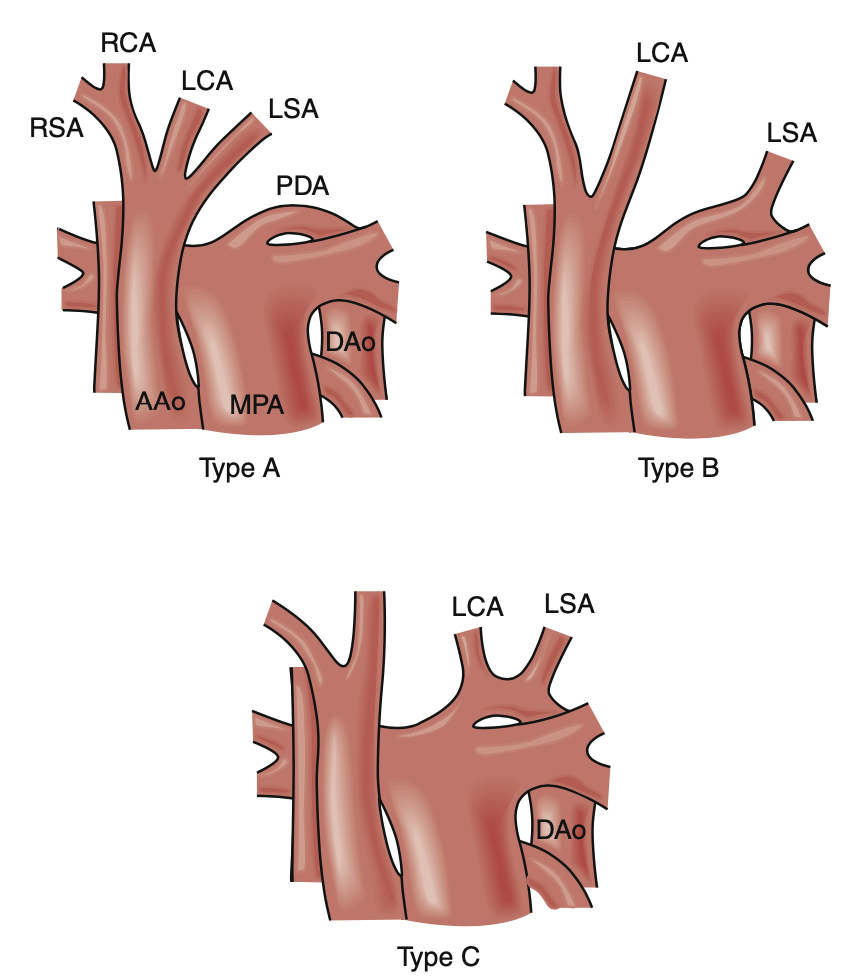 RCA
LCA
LSA
RSA
PDA
DAo
AAo
MPA
Type A
LCA
LSA
Type B
LCA
LSA
DAo
Type C